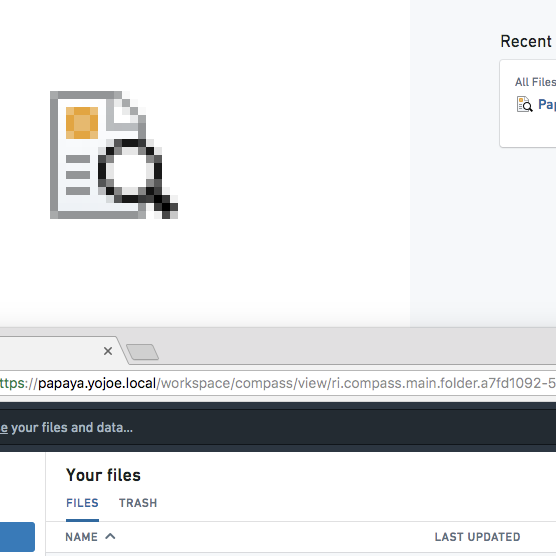 Recent
All Files
Pap
ttps://papaya.yojoe.local/workspace/compass/view/ri.compass.main.folder.a7fd1092-5
e your files and data...
Your files
FILES TRASH
NAME LAST UPDATED